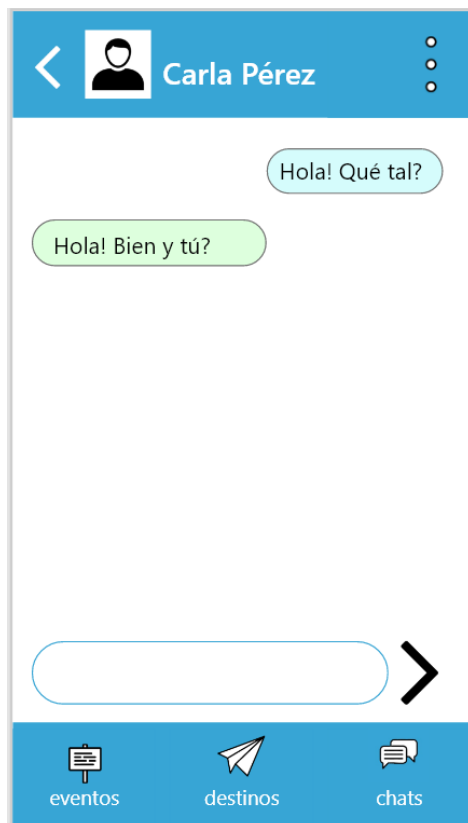 Carla Pérez
Hola! Qué tal?
Hola! Bien y tú?
eventos
destinos
chats